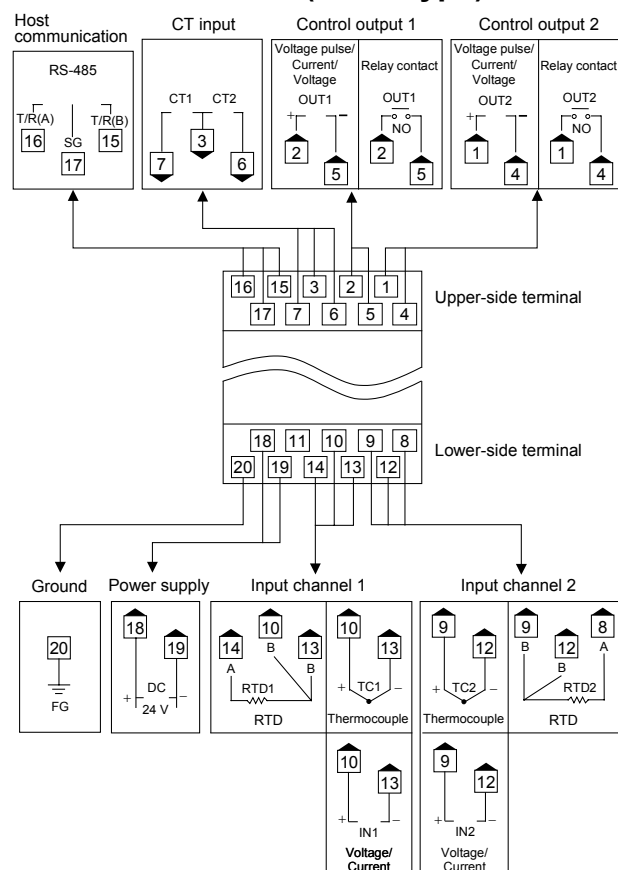 Host
communication
CT input
Control output 1
Control output 2
RS-485
T/R(A)
T/R(B)
16
SG
15
17
CT1
CT2
3
7
6
Voltage pulse/
Current/
Voltage
OUT1
+
−
2
5
Relay contact
OUT1
NO
2
5
Voltage pulse/
Current/
Voltage
OUT2
+
−
1
4
Relay contact
OUT2
NO
1
4
16
15
3
2
1
17
7
6
5
4
Upper-side terminal
18
11
10
9
8
20
19
14
13
12
Lower-side terminal
Ground
Power supply
Input channel 1
Input channel 2
20
FG
18
19
+
DC
−
24 V
14
10
13
A
B
B
RTD1
RTD
10
13
+
TC1
−
Thermocouple
10
13
+
−
IN1
Voltage/
Current
9
12
+
TC2
−
Thermocouple
9
12
+
−
IN2
Voltage/
Current
9
12
8
B
B
A
RTD2
RTD